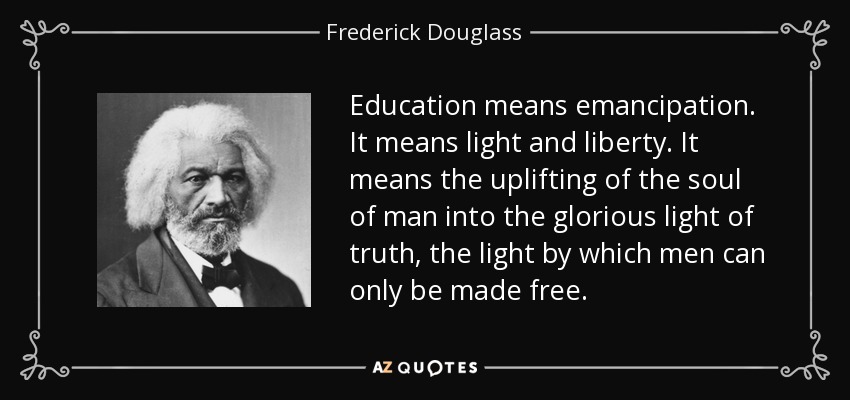 Frederick Douglass
Education means emancipation.
It means light and liberty. It
means the uplifting of the soul
of man into the glorious light of
truth, the light by which men can
only be made free.
AZ QUOTES